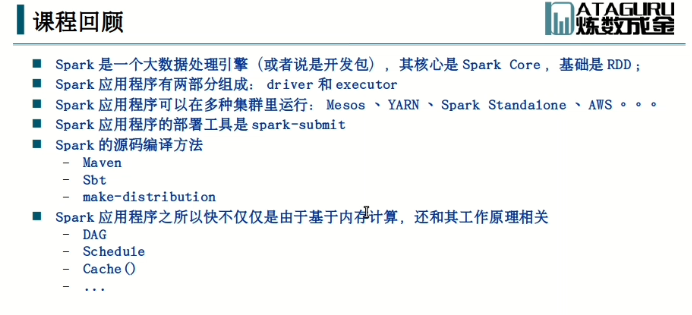 课程回顾
ATAGURU
炼数成金
Spark 是一个大数据处理引擎（或者说是开发包），其核心是 Spark Core ，基础是 RDD ；
Spark 应用程序有两部分组成： driver 和 executor
Spark 应用程序可以在多种集群里运行： Mesos 、 YARN 、 Spark Standalone 、 AWS 。。。
Spark 应用程序的部署工具是 spark-submit
Spark 的源码编译方法
– Maven
– Sbt
– make-distribution
Spark 应用程序之所以快不仅仅是由于基于内存计算，还和其工作原理相关
– DAG
– Schedule
– Cache()
– ...